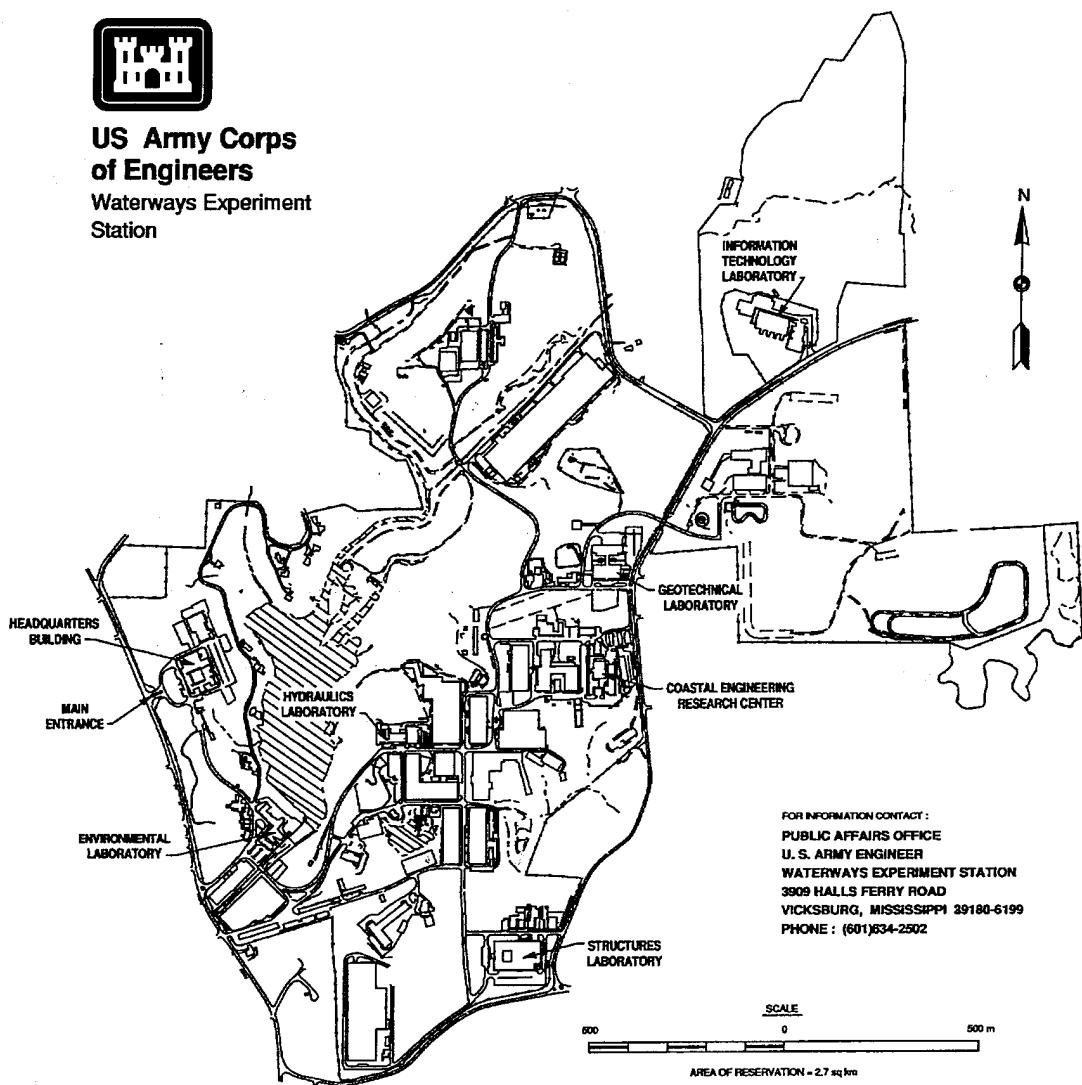 US Army Corps
of Engineers
Waterways Experiment
Station
N
INFORMATION
TECHNOLOGY
LABORATORY
GEOTECHNICAL
LABORATORY
HEADQUARTERS
BUILDING
MAIN
ENTRANCE
HYDRAULICS
LABORATORY
COASTAL ENGINEERING
RESEARCH CENTER
ENVIRONMENTAL
LABORATORY
STRUCTURES
LABORATORY
FOR INFORMATION CONTACT :
PUBLIC AFFAIRS OFFICE
U. S. ARMY ENGINEER
WATERWAYS EXPERIMENT STATION
3909 HALLS FERRY ROAD
VICKSBURG, MISSISSIPPI 39180-6199
PHONE : (601)634-2502
SCALE
500 0 500 m
AREA OF RESERVATION = 2.7 sq km